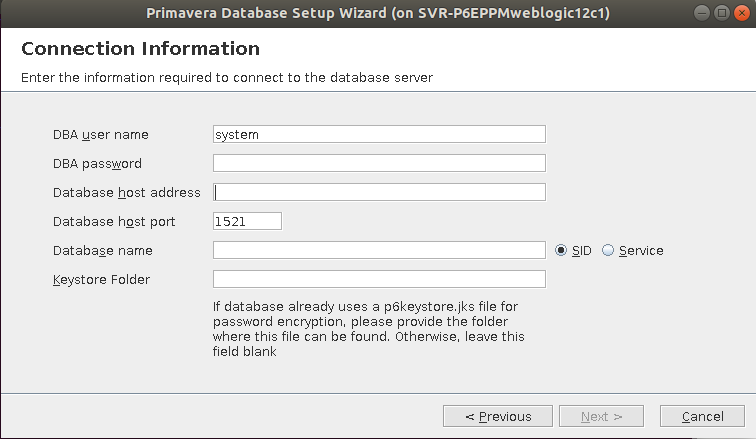 Primavera Database Setup Wizard (on SVR-P6EPPMweblogic12c1)
Connection Information
Enter the information required to connect to the database server
DBA user name system
DBA password
Database host address
Database host port 1521
Database name SID Service
Keystore Folder
If database already uses a p6keystore.jks file for
password encryption, please provide the folder
where this file can be found. Otherwise, leave this
field blank
< Previous Next > Cancel